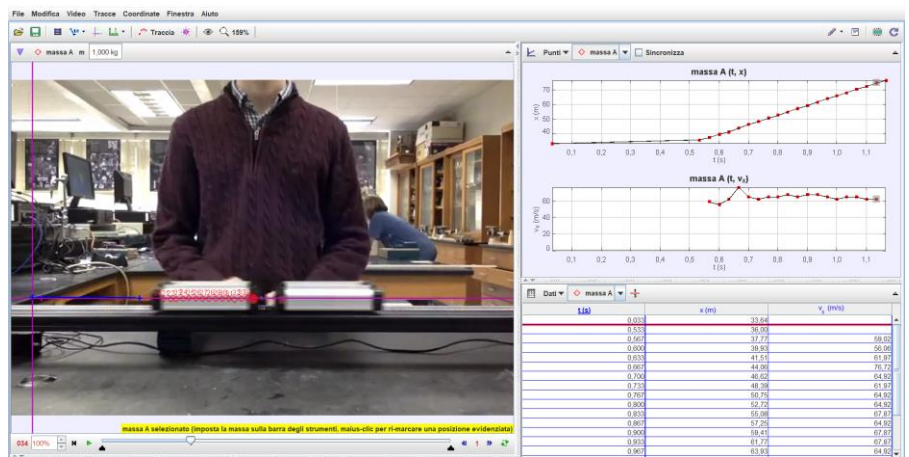 File Modifica Video Tracce Coordinate Finestra Aiuto
Traccia 159%
massa A m 1,000 kg
Punti massa A Sincronizza
massa A (t, x)
x (m)
70
60
50
40
0,1 0,2 0,3 0,4 0,5 0,6 0,7 0,8 0,9 1,0 1,1
t (s)
massa A (t, vₓ)
vₓ (m/s)
60
40
20
0
0,1 0,2 0,3 0,4 0,5 0,6 0,7 0,8 0,9 1,0 1,1
t (s)
Dati massa A
t (s) x (m) vₓ (m/s)
0,033 33,64
0,533 36,00
0,567 37,77 59,02
0,600 39,93 56,06
0,633 41,51 61,97
0,667 44,06 76,72
0,700 46,62 64,92
0,733 48,39 61,97
0,767 50,75 64,92
0,800 52,72 64,92
0,833 55,08 67,87
0,867 57,25 64,92
0,900 59,41 67,87
0,933 61,77 67,87
0,967 63,93 64,92
massa A selezionato (imposta la massa sulla barra degli strumenti, maius-clic per ri-marcare una posizione evidenziata)
034 100% 1